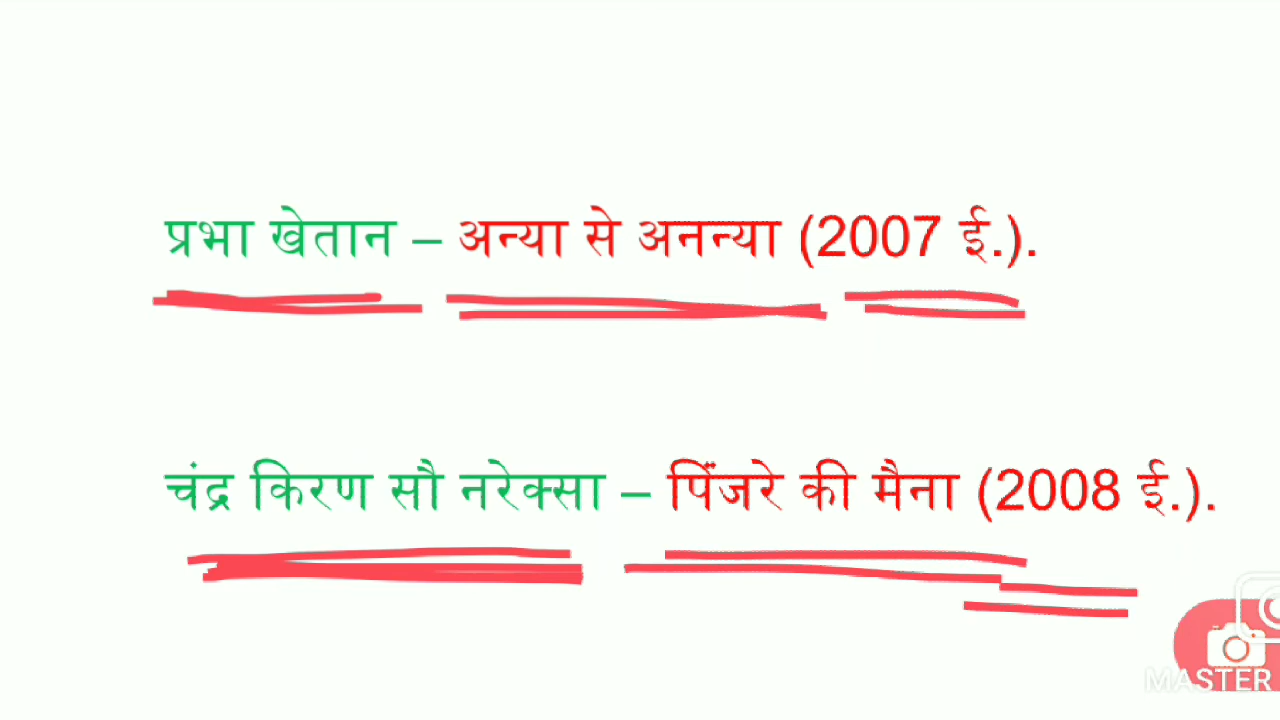 प्रभा खेतान – अन्या से अनन्या (2007 ई.).
चंद्र किरण सौ नरेक्सा – पिंजरे की मैना (2008 ई.).
MASTER